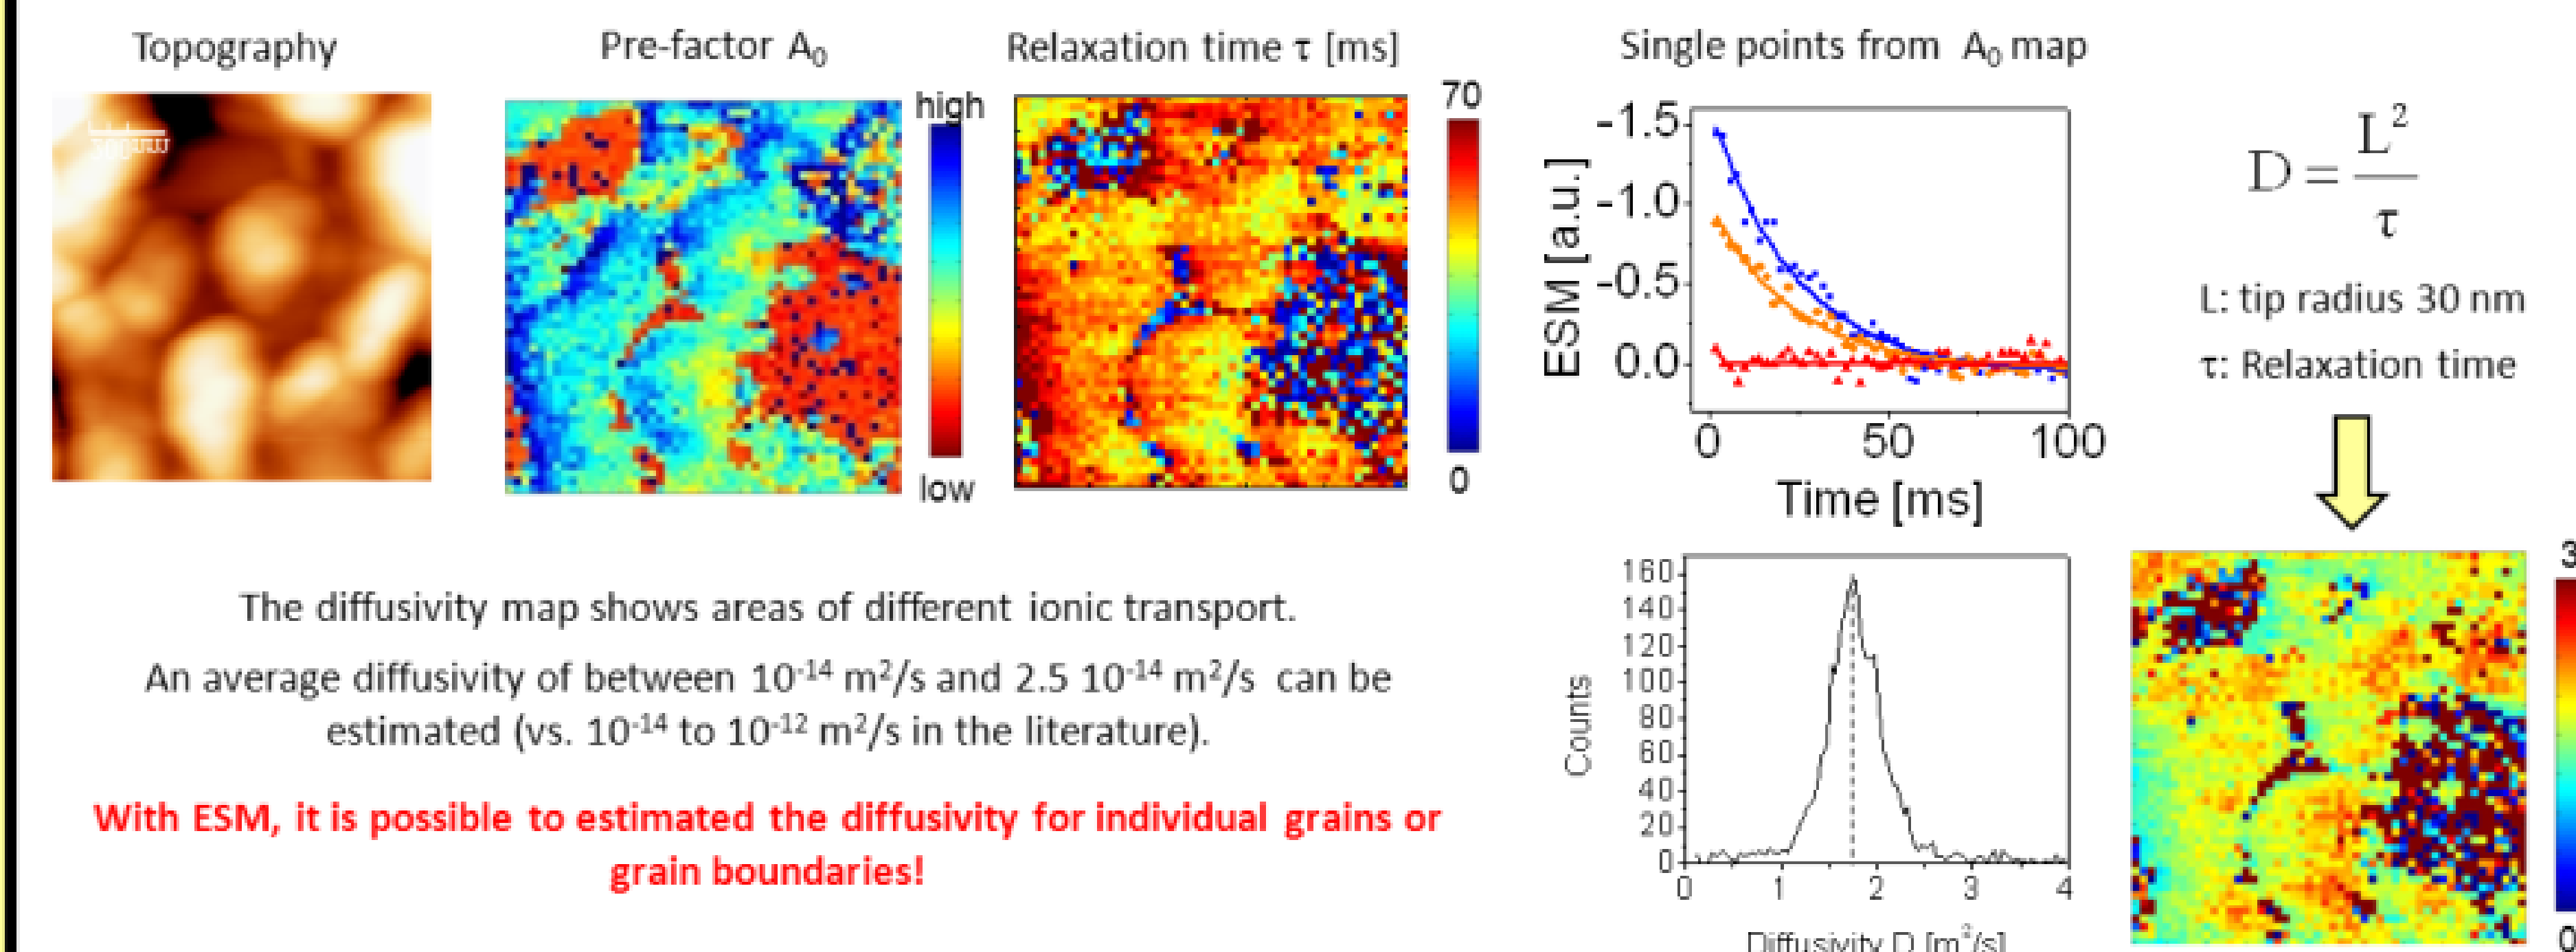 Topography
Pre-factor A₀
Relaxation time τ [ms]
Single points from A₀ map
high
low
70
0
-1.5
-1.0
-0.5
0.0
ESM [a.u.]
0 50 100
Time [ms]
D = L²/τ
L: tip radius 30 nm
τ: Relaxation time
The diffusivity map shows areas of different ionic transport.
An average diffusivity of between 10⁻¹⁴ m²/s and 2.5 10⁻¹⁴ m²/s can be
estimated (vs. 10⁻¹⁴ to 10⁻¹² m²/s in the literature).
With ESM, it is possible to estimated the diffusivity for individual grains or
grain boundaries!
160
140
120
100
80
60
40
20
0
Counts
0 1 2 3 4
Diffusivity D [m²/s]
3
0